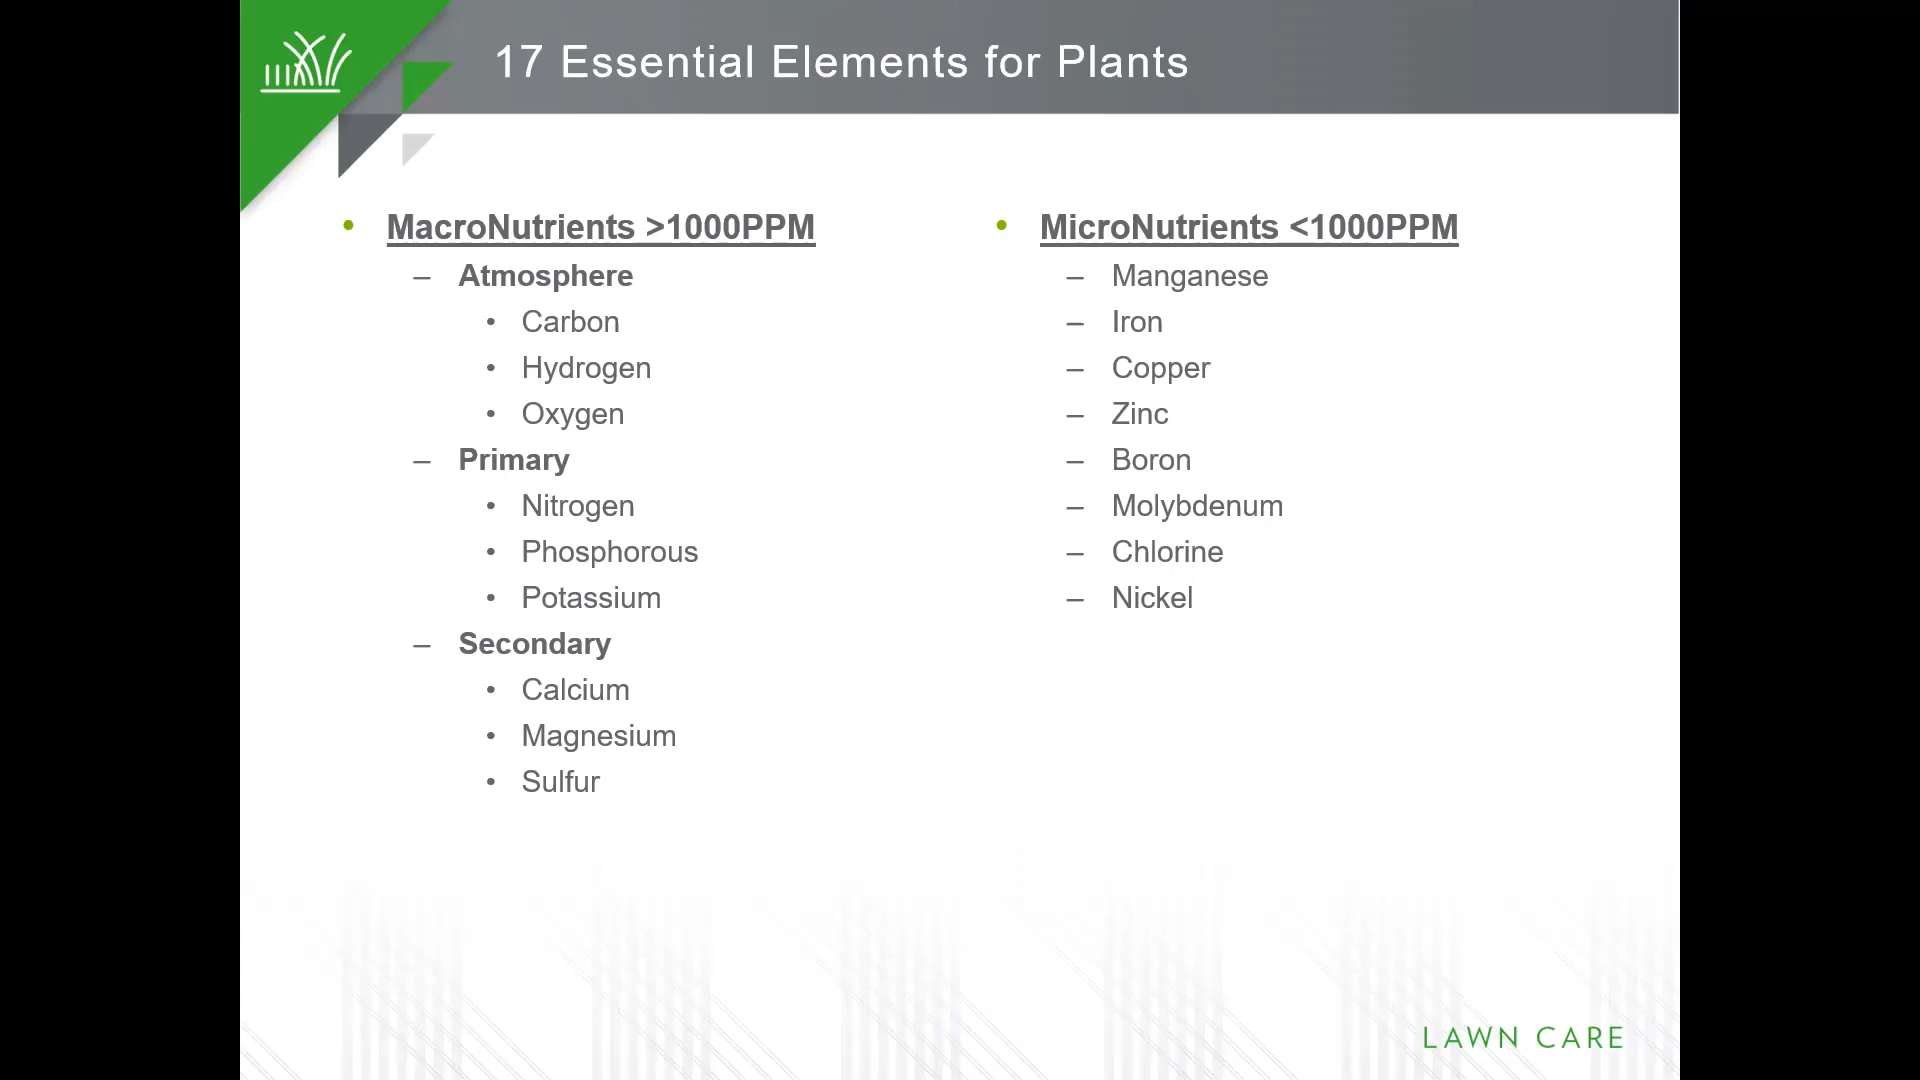 17 Essential Elements for Plants
• MacroNutrients >1000PPM
– Atmosphere
• Carbon
• Hydrogen
• Oxygen
– Primary
• Nitrogen
• Phosphorous
• Potassium
– Secondary
• Calcium
• Magnesium
• Sulfur
• MicroNutrients <1000PPM
– Manganese
– Iron
– Copper
– Zinc
– Boron
– Molybdenum
– Chlorine
– Nickel
LAWN CARE